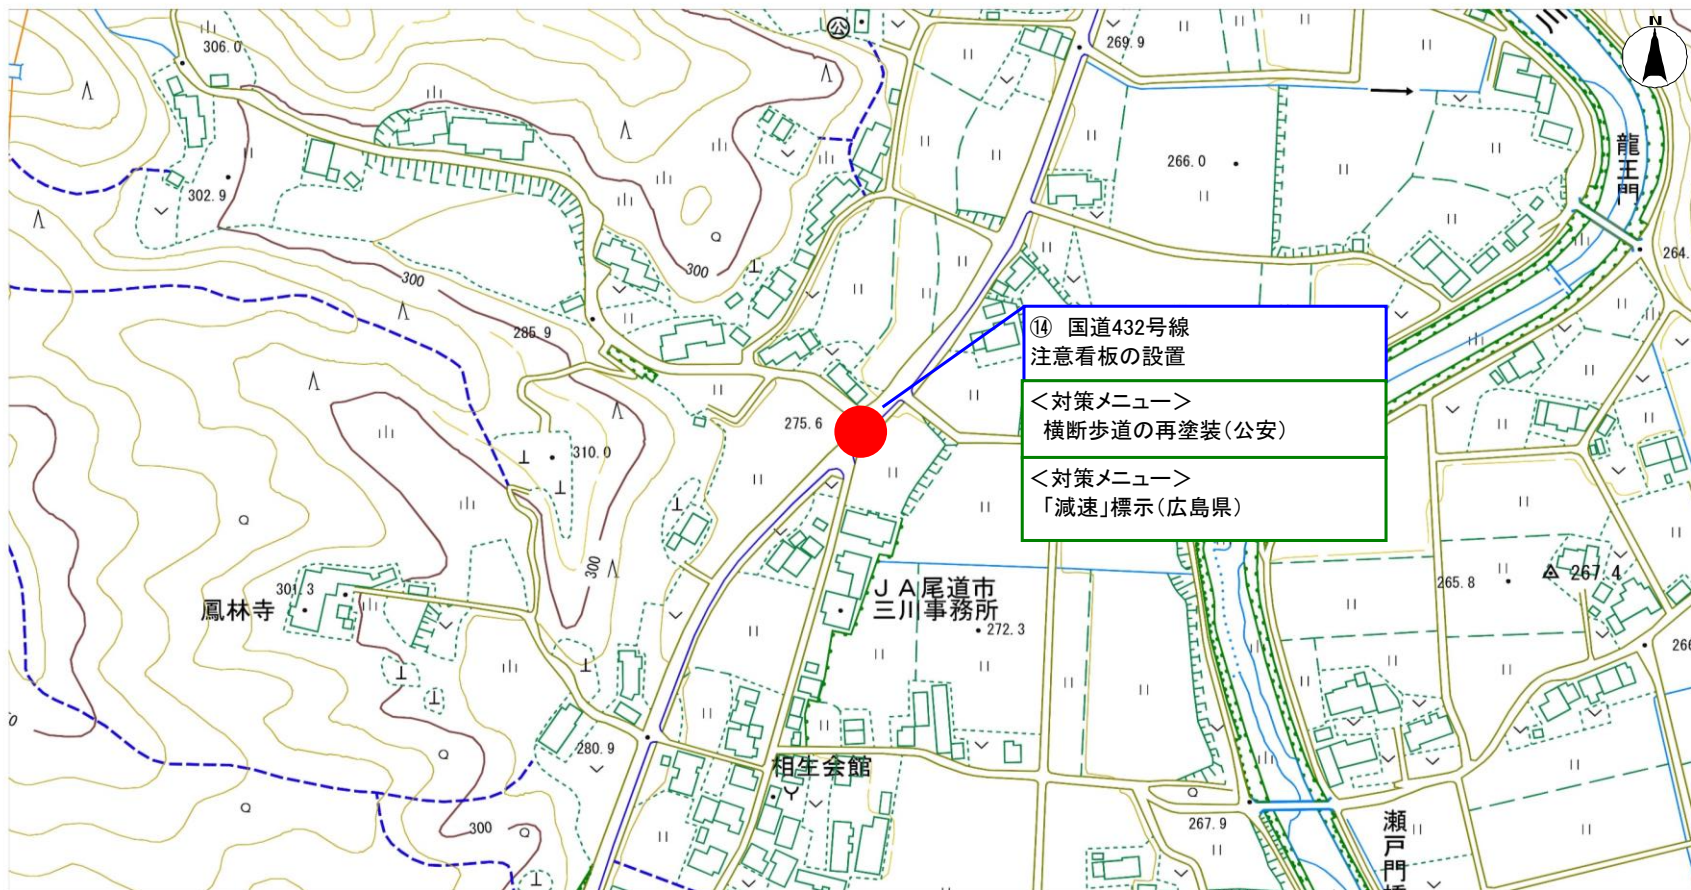 N
公
306.0
269.9
266.0
龍王門
302.9
264.
300
300
285.9
⑭ 国道432号線
注意看板の設置
<対策メニュー>
横断歩道の再塗装(公安)
<対策メニュー>
「減速」標示(広島県)
275.6
310.0
300
301.3
鳳林寺
JA尾道市
三川事務所
272.3
265.8
267.4
266
280.9
相生会館
300
267.9
瀬戸門橋